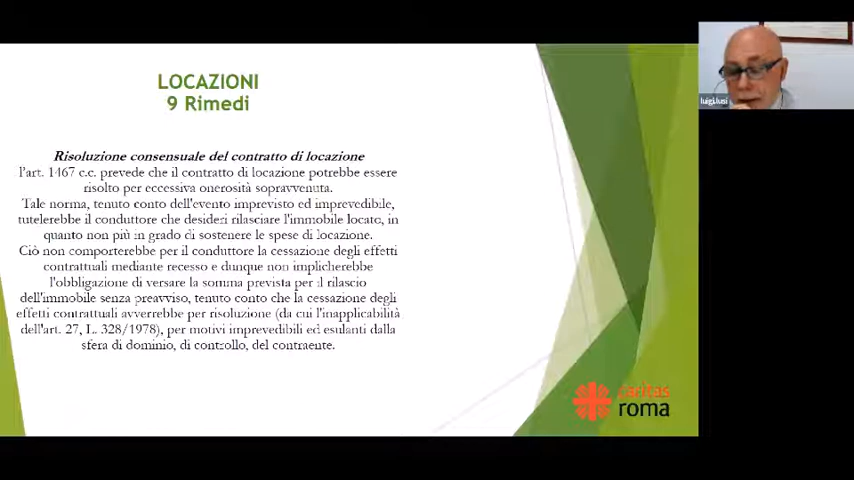 LOCAZIONI
9 Rimedi
Risoluzione consensuale del contratto di locazione
l'art. 1467 c.c. prevede che il contratto di locazione potrebbe essere
risolto per eccessiva onerosità sopravvenuta.
Tale norma, tenuto conto dell'evento imprevisto ed imprevedibile,
tutelerebbe il conduttore che desideri rilasciare l'immobile locato, in
quanto non più in grado di sostenere le spese di locazione.
Ciò non comporterebbe per il conduttore la cessazione degli effetti
contrattuali mediante recesso e dunque non implicherebbe
l'obbligazione di versare la somma prevista per il rilascio
dell'immobile senza preavviso, tenuto conto che la cessazione degli
effetti contrattuali avverrebbe per risoluzione (da cui l'inapplicabilità
dell'art. 27, L. 328/1978), per motivi imprevedibili ed esulanti dalla
sfera di dominio, di controllo, del contraente.
caritas
roma